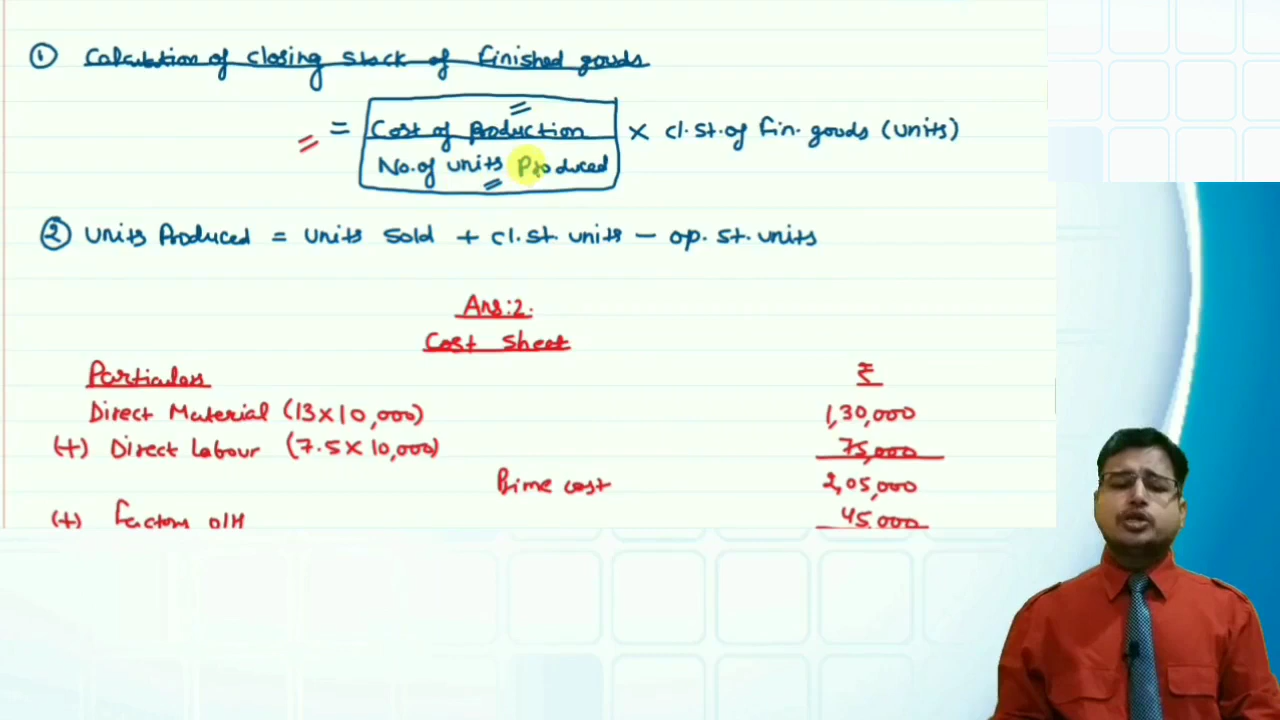 ① Calculation of closing stock of finished goods
= Cost of Production × cl. st. of fin. goods (units)
No. of units Produced
② Units Produced = Units sold + cl. st. units − op. st. units
Ans: 2.
Cost Sheet
Particulars ₹
Direct Material (13×10,000) 1,30,000
(+) Direct Labour (7.5×10,000) 75,000
Prime cost 2,05,000
(+) Factory o/H 45,000